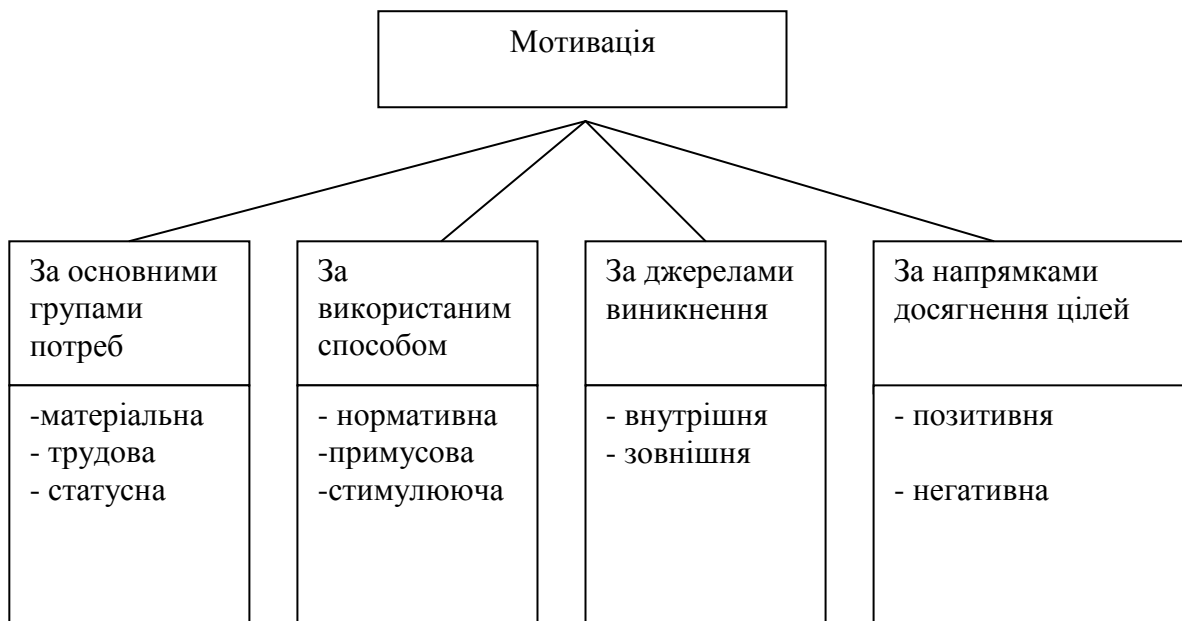 Мотивація
За основними
групами
потреб
-матеріальна
- трудова
- статусна
За
використаним
способом
- нормативна
-примусова
-стимулююча
За джерелами
виникнення
- внутрішня
- зовнішня
За напрямками
досягнення цілей
- позитивня
- негативна